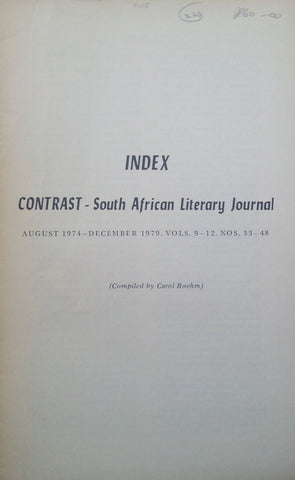 INDEX
CONTRAST - South African Literary Journal
AUGUST 1974–DECEMBER 1979. VOLS. 9–12. NOS. 33–48
(Compiled by Carol Roehm)